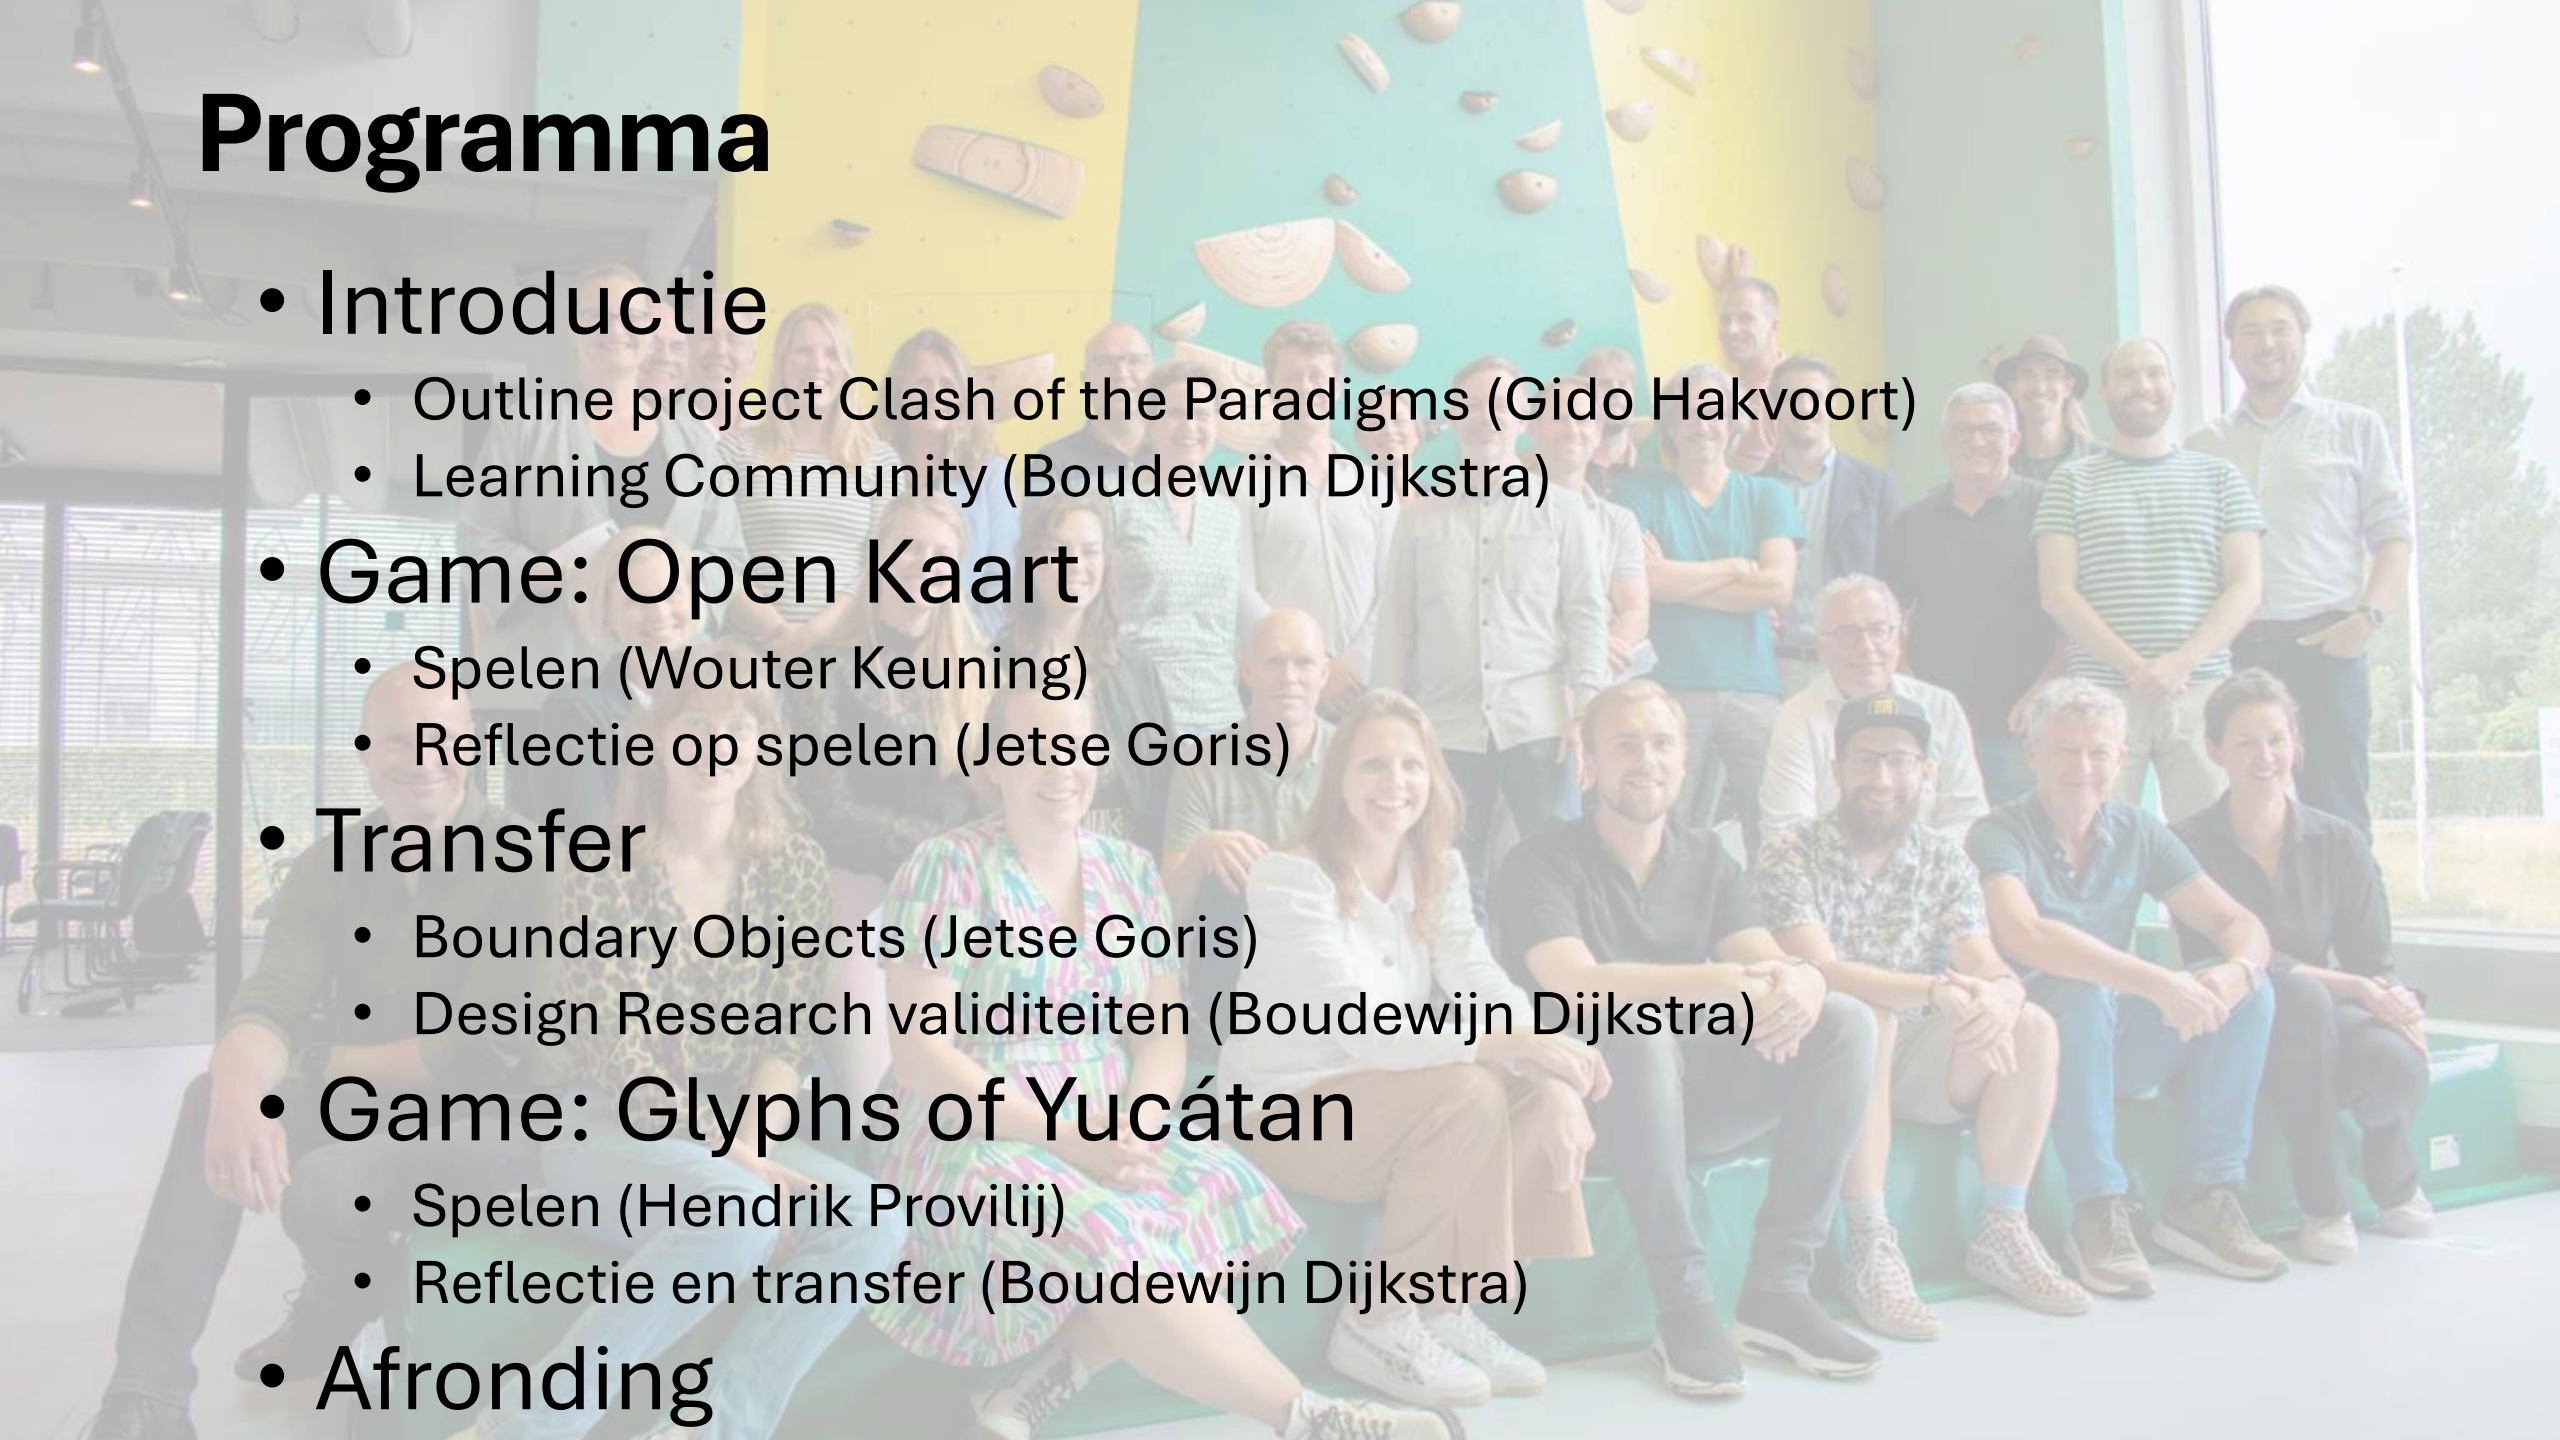 Programma
• Introductie
• Outline project Clash of the Paradigms (Gido Hakvoort)
• Learning Community (Boudewijn Dijkstra)
• Game: Open Kaart
• Spelen (Wouter Keuning)
• Reflectie op spelen (Jetse Goris)
• Transfer
• Boundary Objects (Jetse Goris)
• Design Research validiteiten (Boudewijn Dijkstra)
• Game: Glyphs of Yucátan
• Spelen (Hendrik Provilij)
• Reflectie en transfer (Boudewijn Dijkstra)
• Afronding